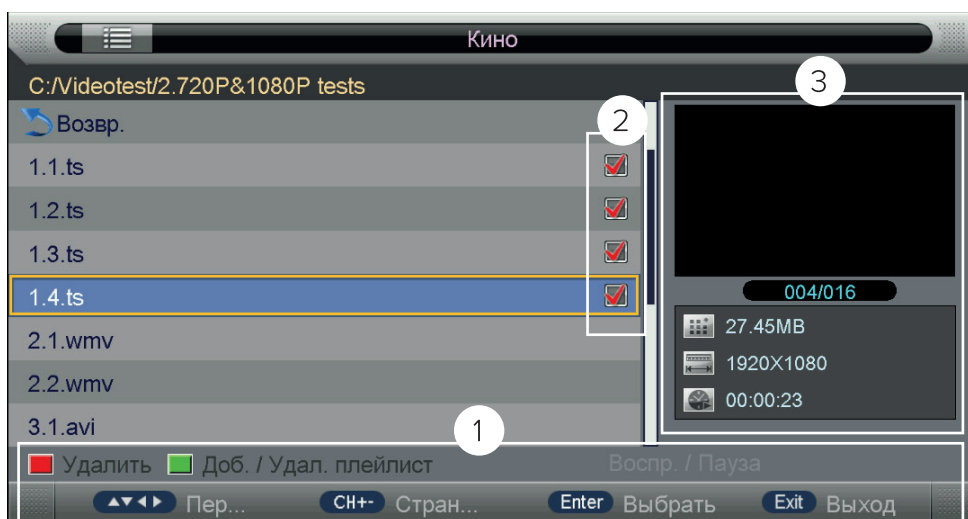 Кино
C:/Videotest/2.720P&1080P tests
3
Возвр.
2
1.1.ts
1.2.ts
1.3.ts
1.4.ts
2.1.wmv
2.2.wmv
3.1.avi
004/016
27.45MB
1920X1080
00:00:23
1
Удалить Доб. / Удал. плейлист Воспр. / Пауза
Пер... CH+- Стран... Enter Выбрать Exit Выход